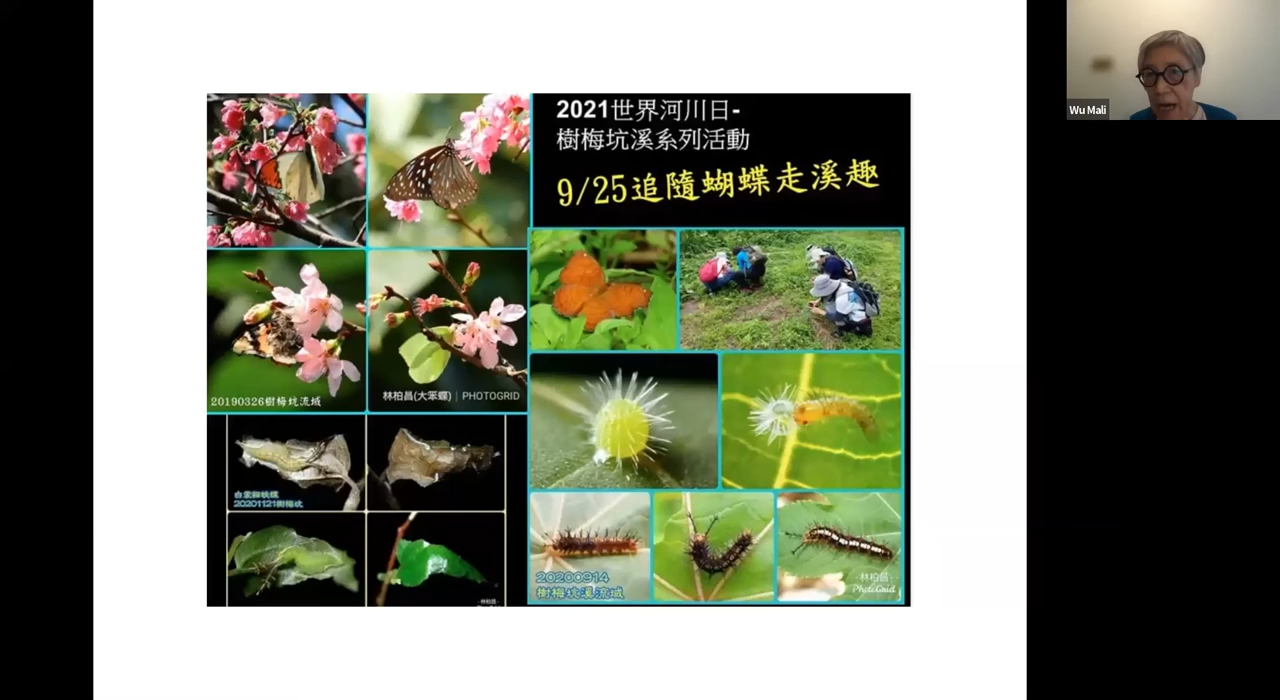 2021世界河川日-
樹梅坑溪系列活動
9/25追隨蝴蝶走溪趣
20190326樹梅坑流域
林柏昌(大笨蝶)｜PHOTOGRID
20201121樹梅坑
20200914
樹梅坑溪流域
-林柏昌-
PhotoGrid
Wu Mali